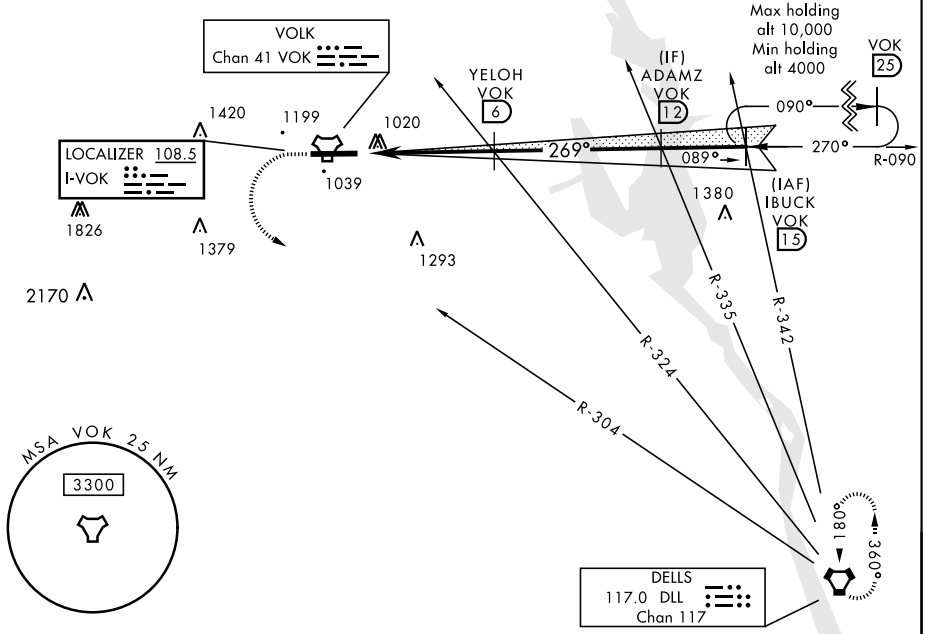 VOLK
Chan 41 VOK
Max holding
alt 10,000
Min holding
alt 4000
VOK
25
(IF)
ADAMZ
VOK
12
YELOH
VOK
6
1420
1199
1020
090°
LOCALIZER 108.5
I-VOK
269°
089°
270°
R-090
1039
1380
(IAF)
IBUCK
VOK
15
1826
1379
1293
2170
R-335
R-342
R-324
R-304
MSA VOK 25 NM
3300
180°
360°
DELLS
117.0 DLL
Chan 117